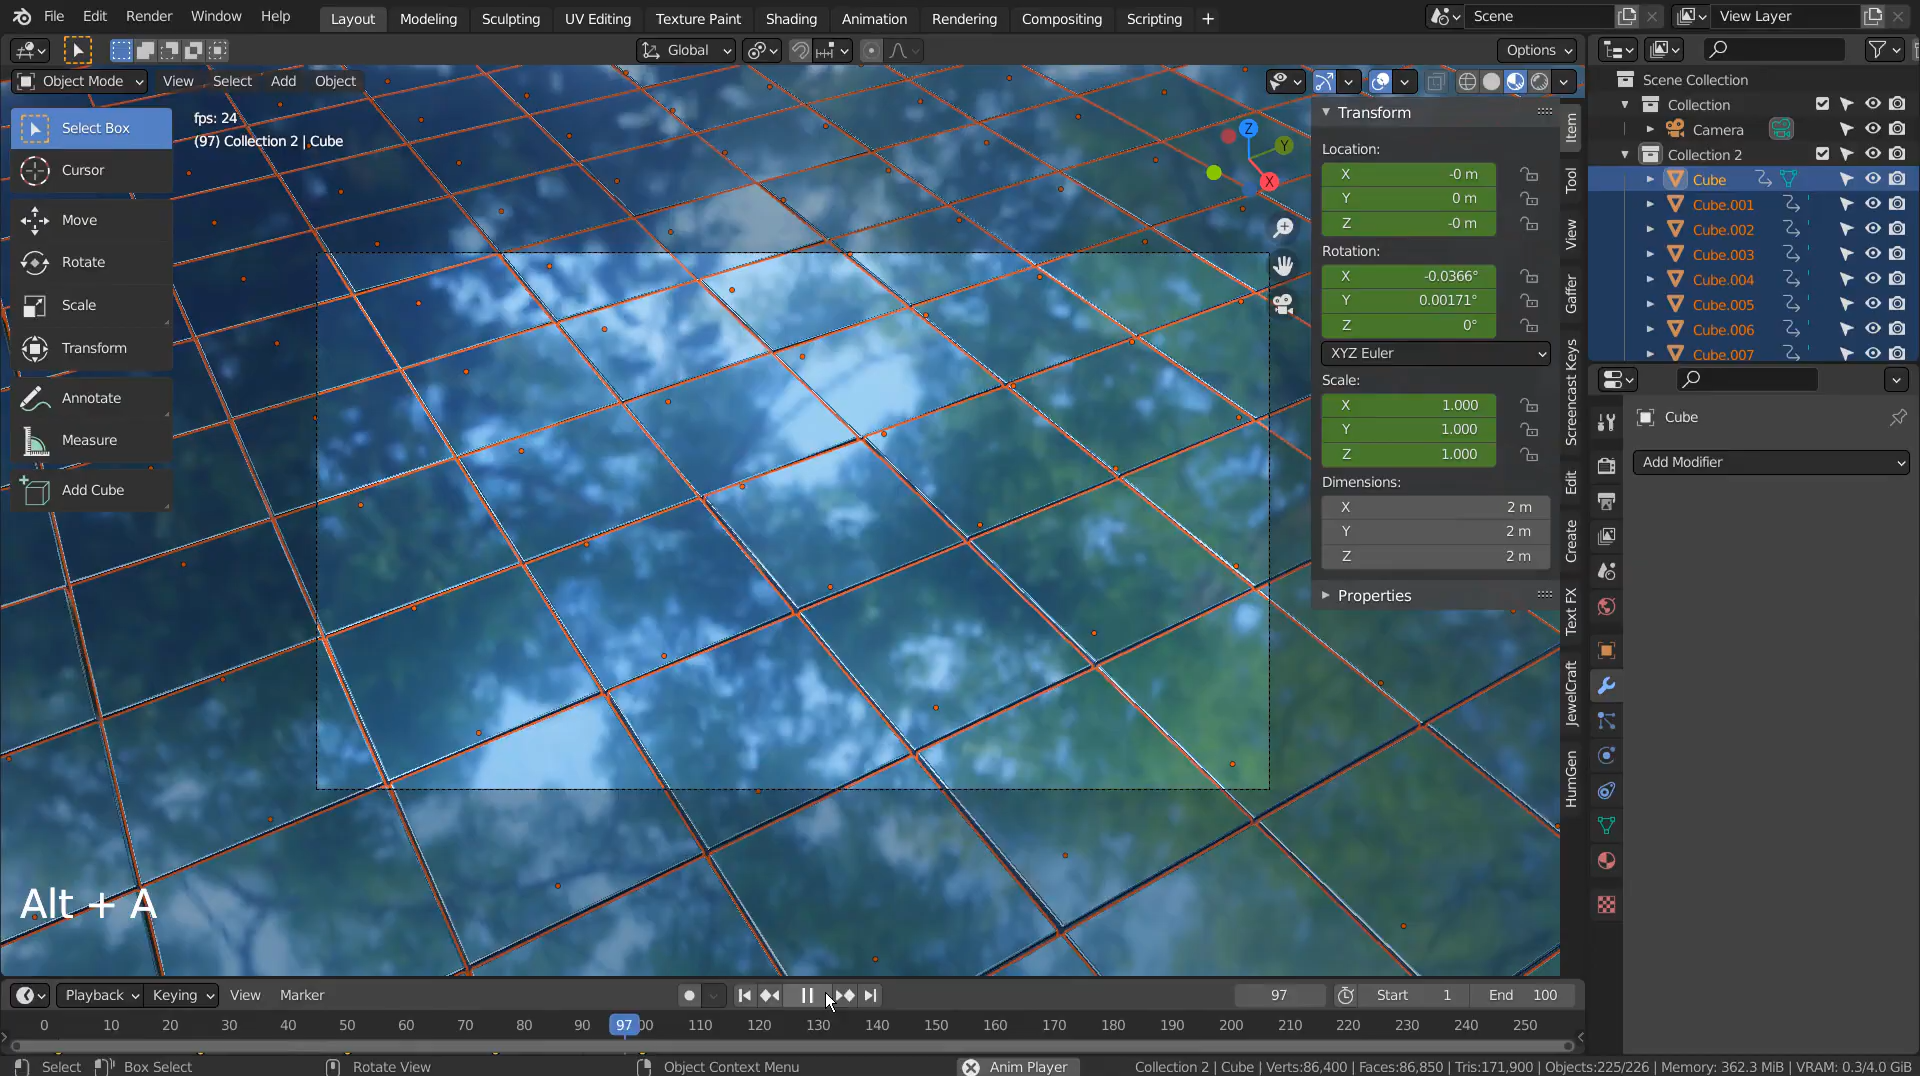 File Edit Render Window Help Layout Modeling Sculpting UV Editing Texture Paint Shading Animation Rendering Compositing Scripting + Scene View Layer
Global Options
Object Mode View Select Add Object
Scene Collection
Collection
Camera
Collection 2
Cube
Cube.001
Cube.002
Cube.003
Cube.004
Cube.005
Cube.006
Cube.007
Select Box
Cursor
Move
Rotate
Scale
Transform
Annotate
Measure
Add Cube
fps: 24
(97) Collection 2 | Cube
Z
Y
X
Transform
Location:
X -0 m
Y 0 m
Z -0 m
Rotation:
X -0.0366°
Y 0.00171°
Z 0°
XYZ Euler
Scale:
X 1.000
Y 1.000
Z 1.000
Dimensions:
X 2 m
Y 2 m
Z 2 m
Properties
Item
Tool
View
Gaffer
Screencast Keys
Edit
Create
Text FX
JewelCraft
HumGen
Cube
Add Modifier
Alt + A
Playback Keying View Marker 97 Start 1 End 100
0 10 20 30 40 50 60 70 80 90 97 00 110 120 130 140 150 160 170 180 190 200 210 220 230 240 250
Select Box Select Rotate View Object Context Menu Anim Player Collection 2 | Cube | Verts:86,400 | Faces:86,850 | Tris:171,900 | Objects:225/226 | Memory: 362.3 MiB | VRAM: 0.3/4.0 GiB